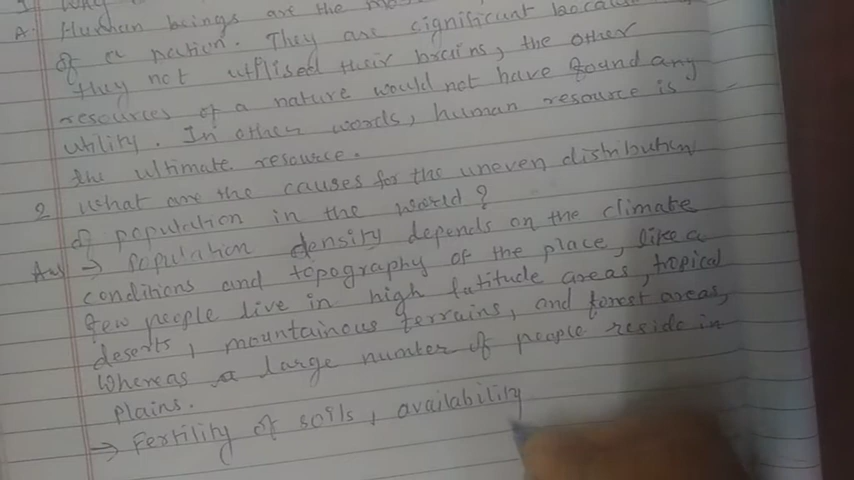 A. Human beings are the
of a nation. They are significant because
they not utilised their brains, the other
resources of a nature would not have found any
utility. In other words, human resource is
the ultimate resource.
2 What are the causes for the uneven distribution
of population in the world?
Ans → Population density depends on the climate
conditions and topography of the place, like a
few people live in high latitude areas, tropical
deserts, mountainous terrains, and forest areas,
Whereas a large number of people reside in
plains.
→ Fertility of soils, availability